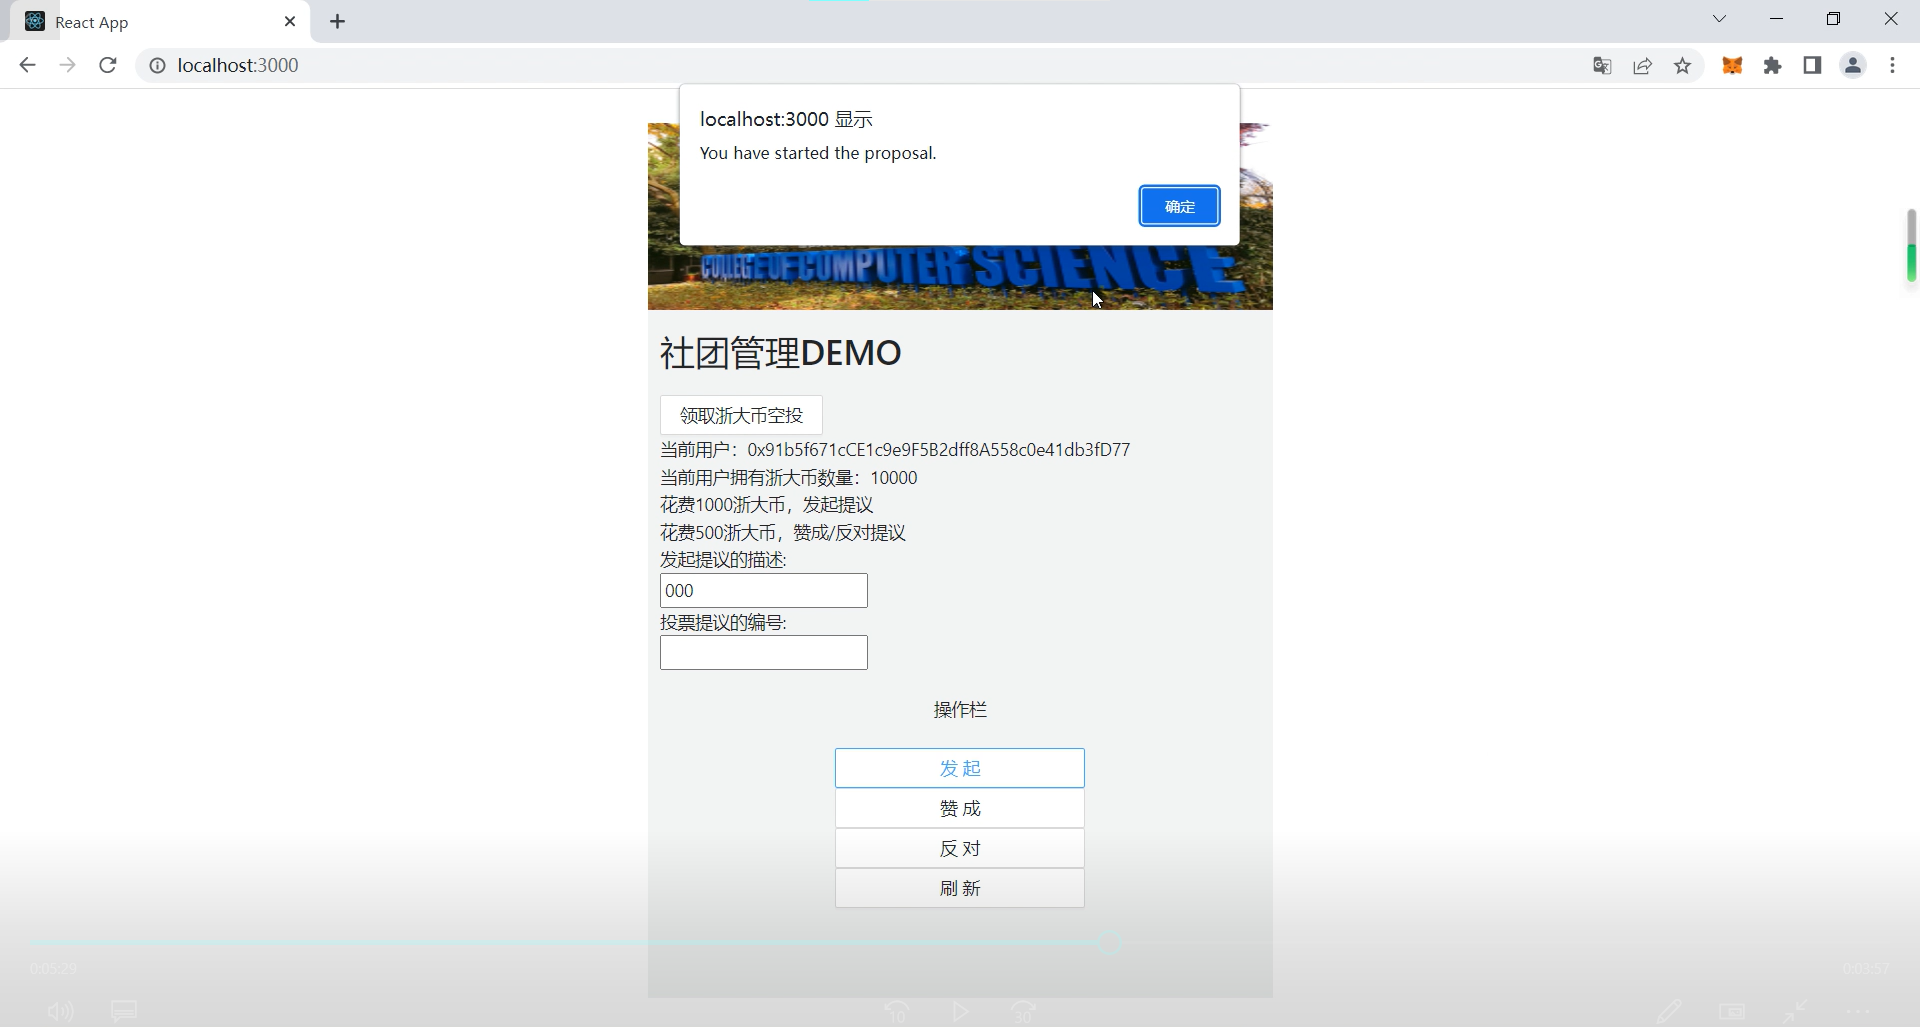 React App
localhost:3000
localhost:3000 显示
You have started the proposal.
确定
COLLEGE OF COMPUTER SCIENCE
社团管理DEMO
领取浙大币空投
当前用户：0x91b5f671cCE1c9e9F5B2dff8A558c0e41db3fD77
当前用户拥有浙大币数量：10000
花费1000浙大币，发起提议
花费500浙大币，赞成/反对提议
发起提议的描述:
000
投票提议的编号:
操作栏
发 起
赞 成
反 对
刷 新
0:05:29
0:03:57
10
30